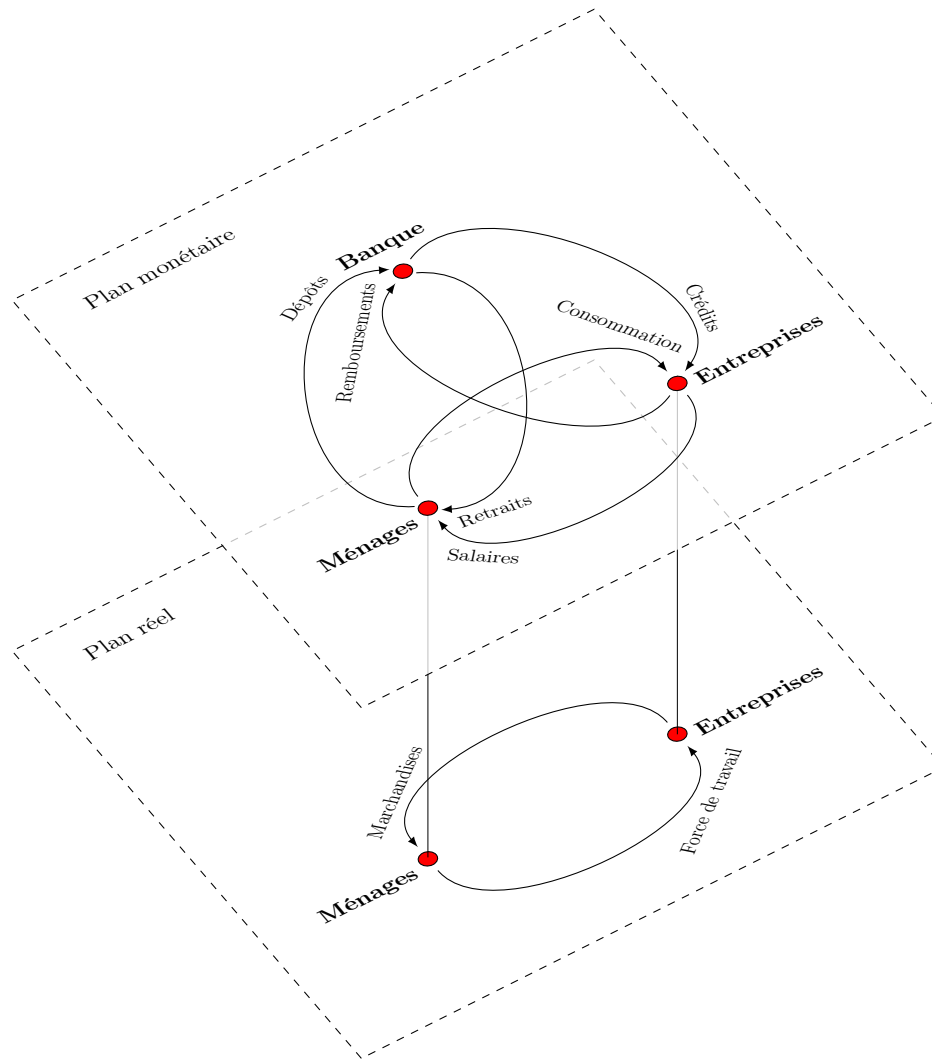 Plan monétaire
Banque
Dépôts
Remboursements
Crédits
Consommation
Entreprises
Retraits
Ménages
Salaires
Plan réel
Entreprises
Marchandises
Force de travail
Ménages